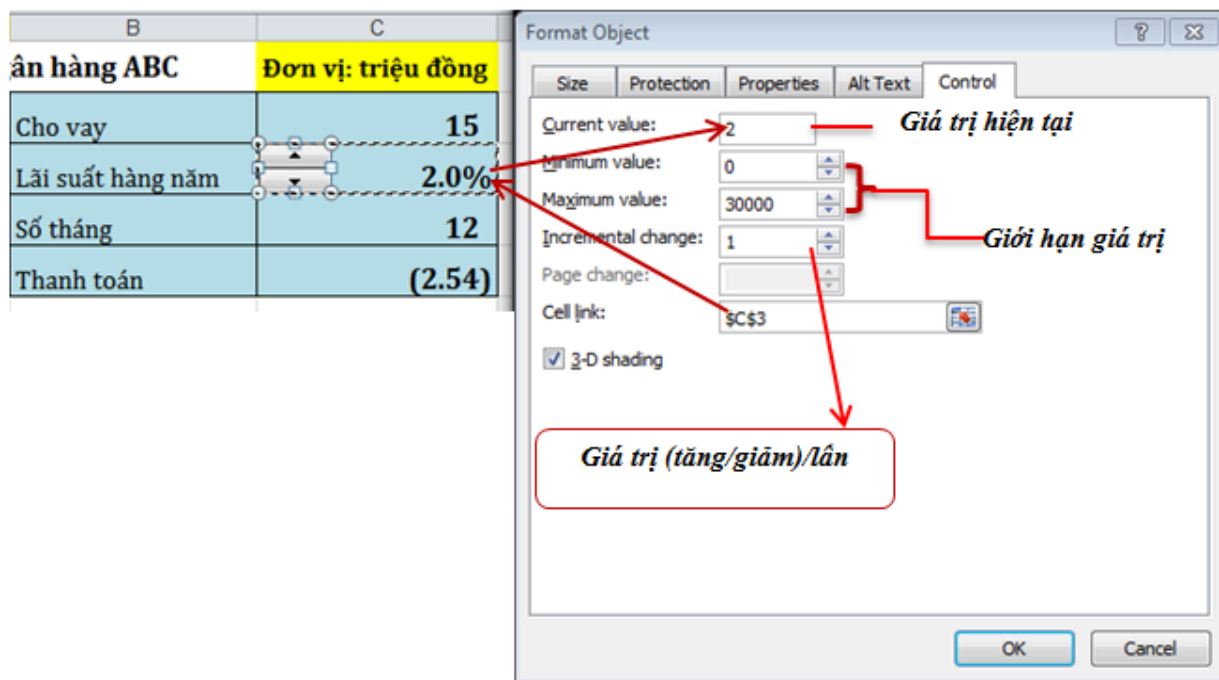 B
C
ân hàng ABC
Đơn vị: triệu đồng
Cho vay
15
Lãi suất hàng năm
2.0%
Số tháng
12
Thanh toán
(2.54)
Format Object
Size
Protection
Properties
Alt Text
Control
Current value:
2
Giá trị hiện tại
Minimum value:
0
Maximum value:
30000
Giới hạn giá trị
Incremental change:
1
Page change:
Cell link:
$C$3
3-D shading
Giá trị (tăng/giãm)/lần
OK
Cancel